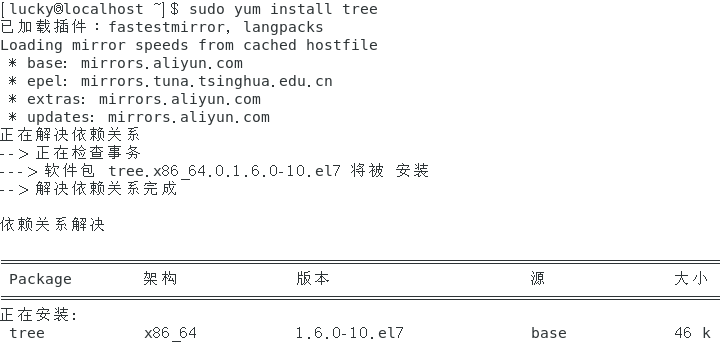 [lucky@localhost ~]$ sudo yum install tree
已加载插件：fastestmirror, langpacks
Loading mirror speeds from cached hostfile
 * base: mirrors.aliyun.com
 * epel: mirrors.tuna.tsinghua.edu.cn
 * extras: mirrors.aliyun.com
 * updates: mirrors.aliyun.com
正在解决依赖关系
--> 正在检查事务
---> 软件包 tree.x86_64.0.1.6.0-10.el7 将被 安装
--> 解决依赖关系完成
依赖关系解决
Package 架构 版本 源 大小
正在安装:
tree x86_64 1.6.0-10.el7 base 46 k